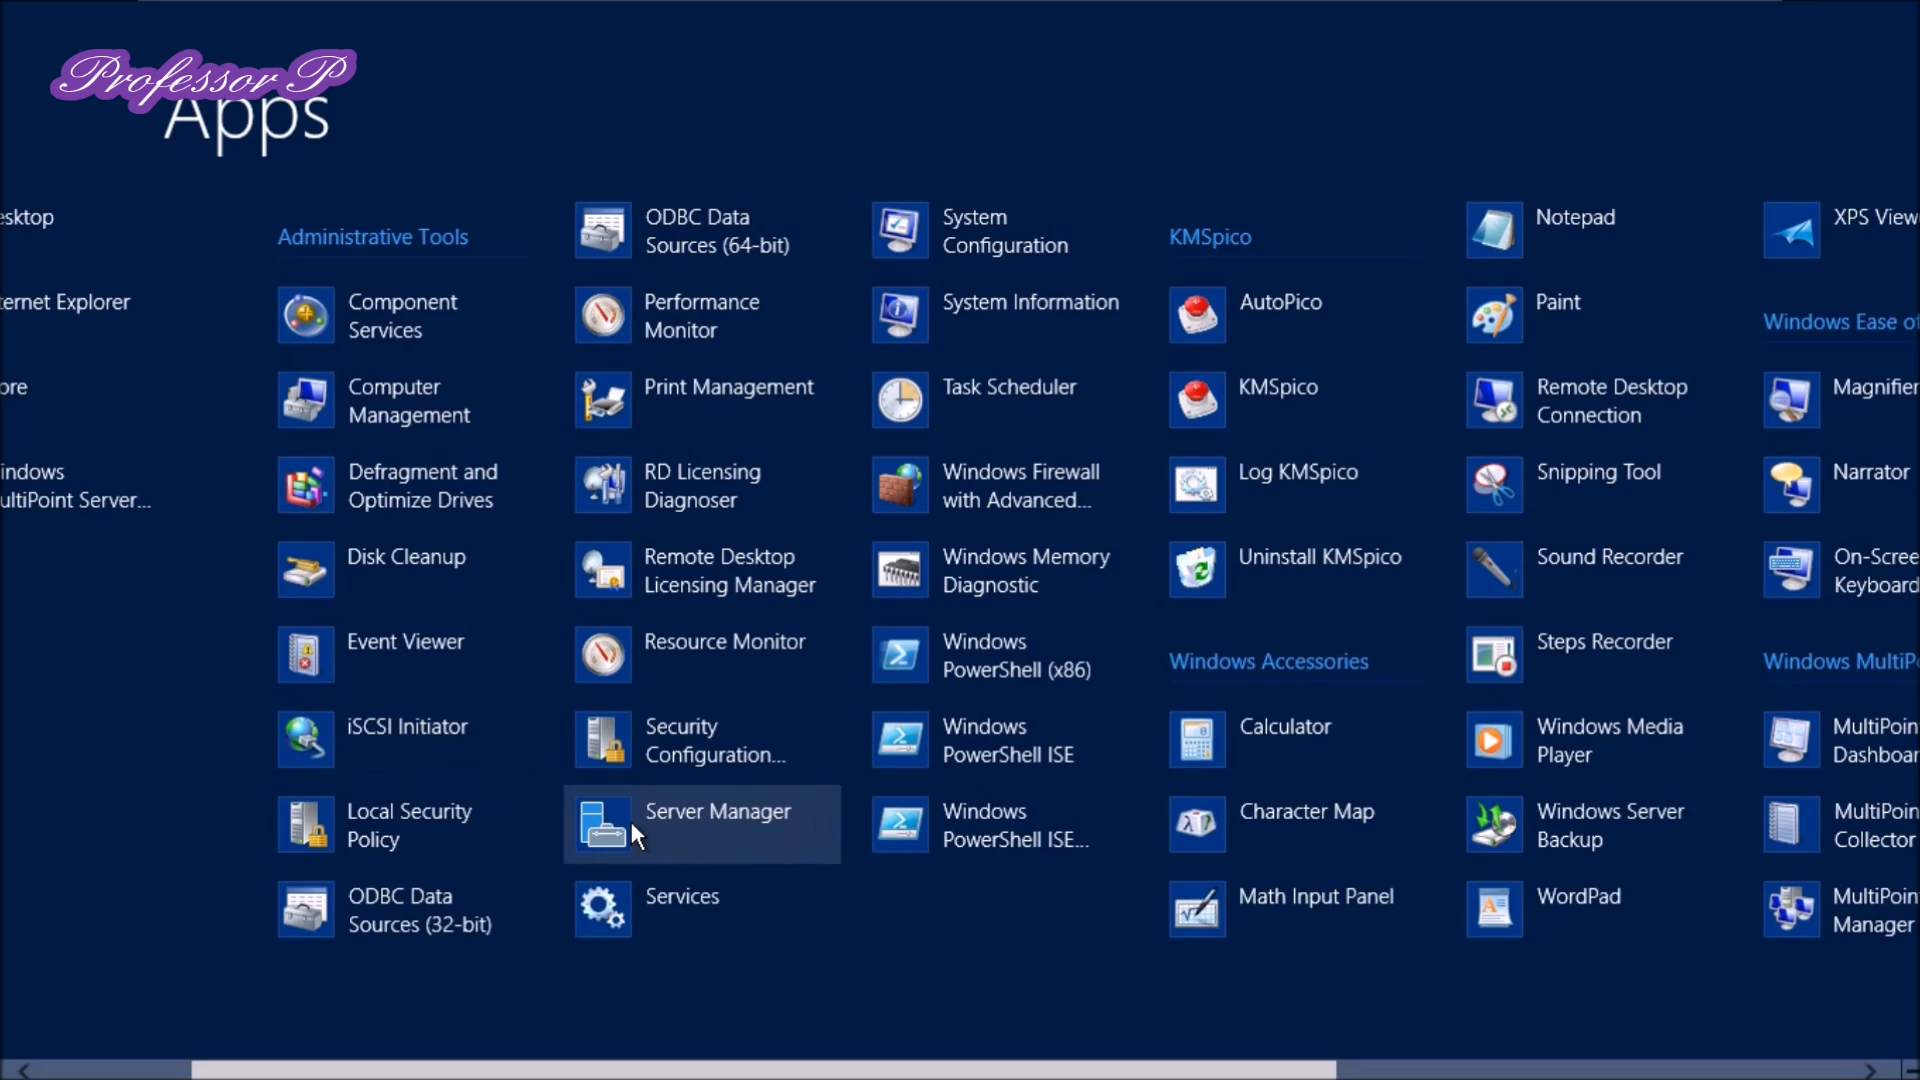 Professor P
Apps
esktop
ternet Explorer
ore
indows
ultiPoint Server...
Administrative Tools
Component
Services
Computer
Management
Defragment and
Optimize Drives
Disk Cleanup
Event Viewer
iSCSI Initiator
Local Security
Policy
ODBC Data
Sources (32-bit)
ODBC Data
Sources (64-bit)
Performance
Monitor
Print Management
RD Licensing
Diagnoser
Remote Desktop
Licensing Manager
Resource Monitor
Security
Configuration...
Server Manager
Services
System
Configuration
System Information
Task Scheduler
Windows Firewall
with Advanced...
Windows Memory
Diagnostic
Windows
PowerShell (x86)
Windows
PowerShell ISE
Windows
PowerShell ISE...
KMSpico
AutoPico
KMSpico
Log KMSpico
Uninstall KMSpico
Windows Accessories
Calculator
Character Map
Math Input Panel
Notepad
Paint
Remote Desktop
Connection
Snipping Tool
Sound Recorder
Steps Recorder
Windows Media
Player
Windows Server
Backup
WordPad
XPS View
Windows Ease of
Magnifier
Narrator
On-Scree
Keyboard
Windows MultiP
MultiPoin
Dashboar
MultiPoin
Collector
MultiPoin
Manager